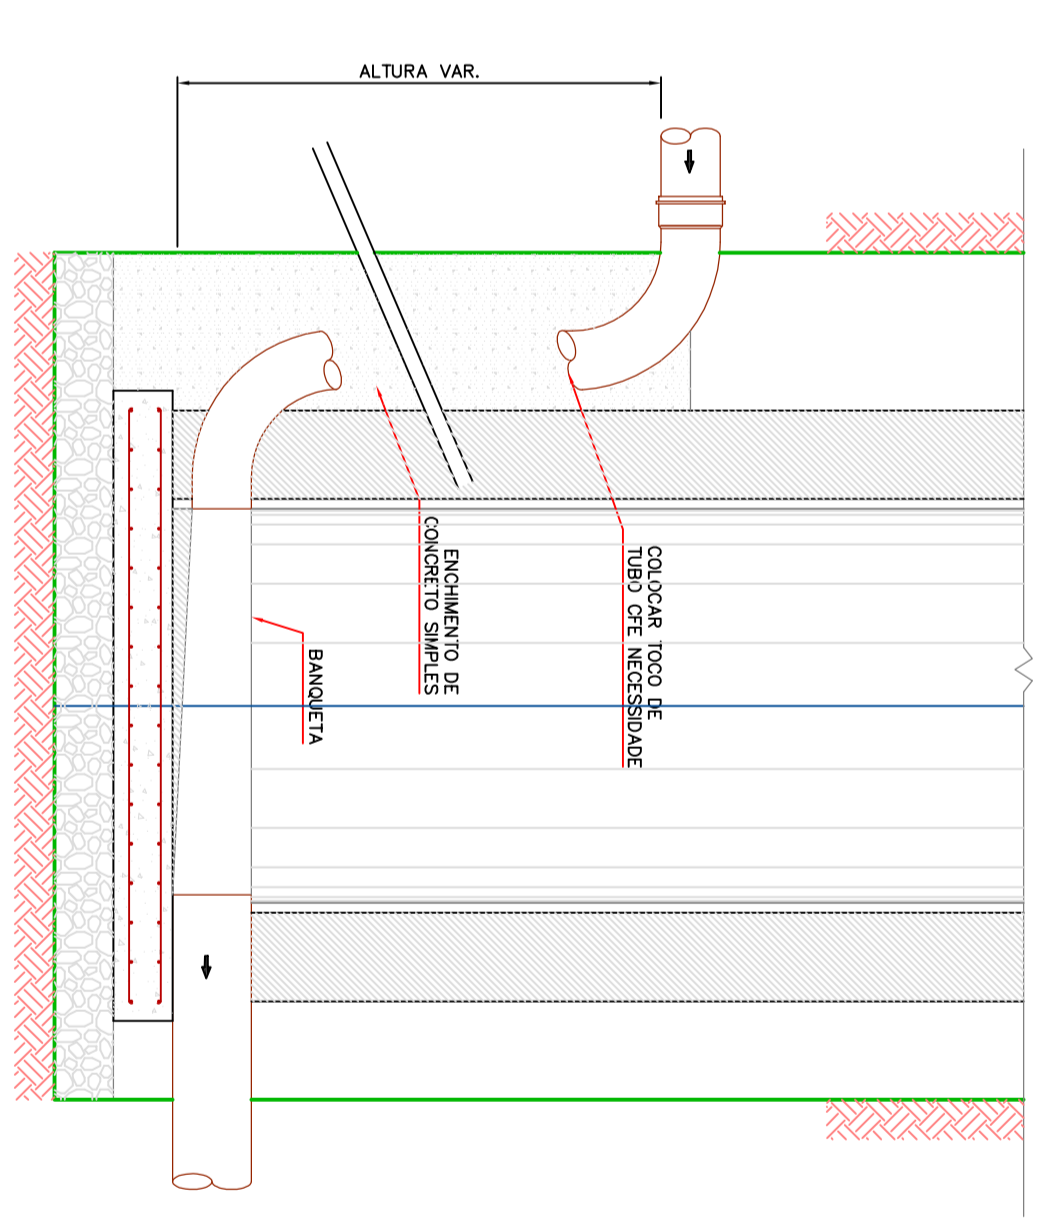 ALTURA VAR.
COLOCAR TOCO DE
TUBO CFE NECESSIDADE
ENCHIMENTO DE
CONCRETO SIMPLES
BANQUETA